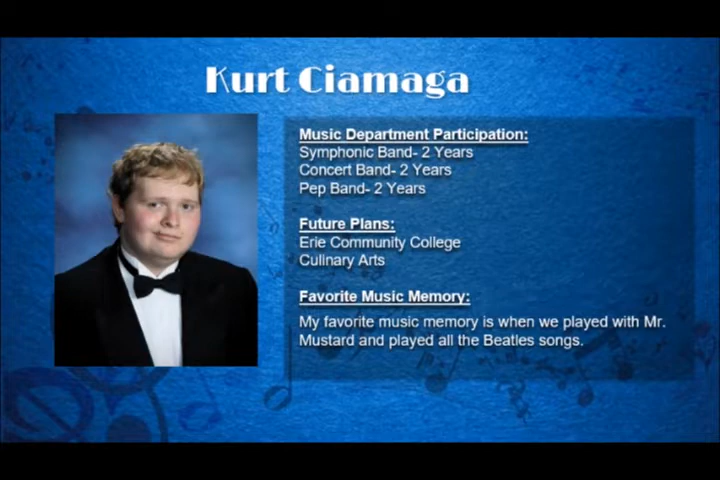 Kurt Ciamaga
Music Department Participation:
Symphonic Band- 2 Years
Concert Band- 2 Years
Pep Band- 2 Years
Future Plans:
Erie Community College
Culinary Arts
Favorite Music Memory:
My favorite music memory is when we played with Mr.
Mustard and played all the Beatles songs.